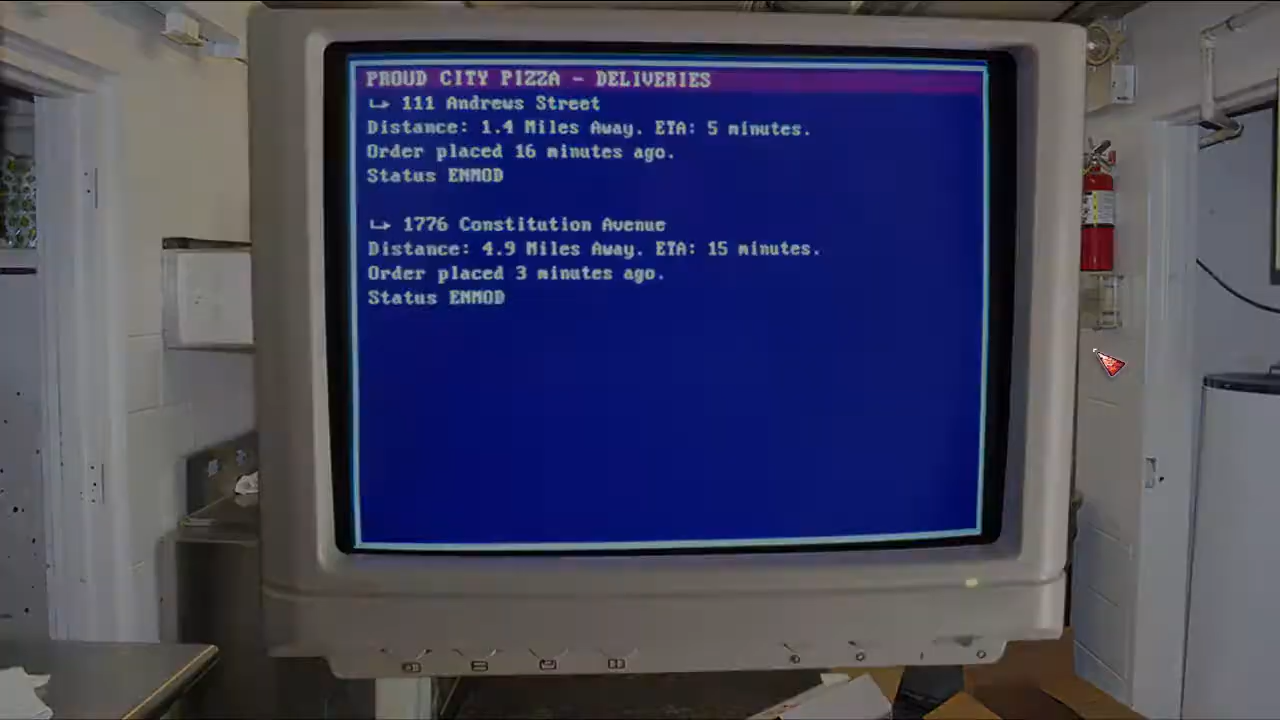 PROUD CITY PIZZA - DELIVERIES
↳ 111 Andrews Street
Distance: 1.4 Miles Away. ETA: 5 minutes.
Order placed 16 minutes ago.
Status ENMOD
↳ 1776 Constitution Avenue
Distance: 4.9 Miles Away. ETA: 15 minutes.
Order placed 3 minutes ago.
Status ENMOD